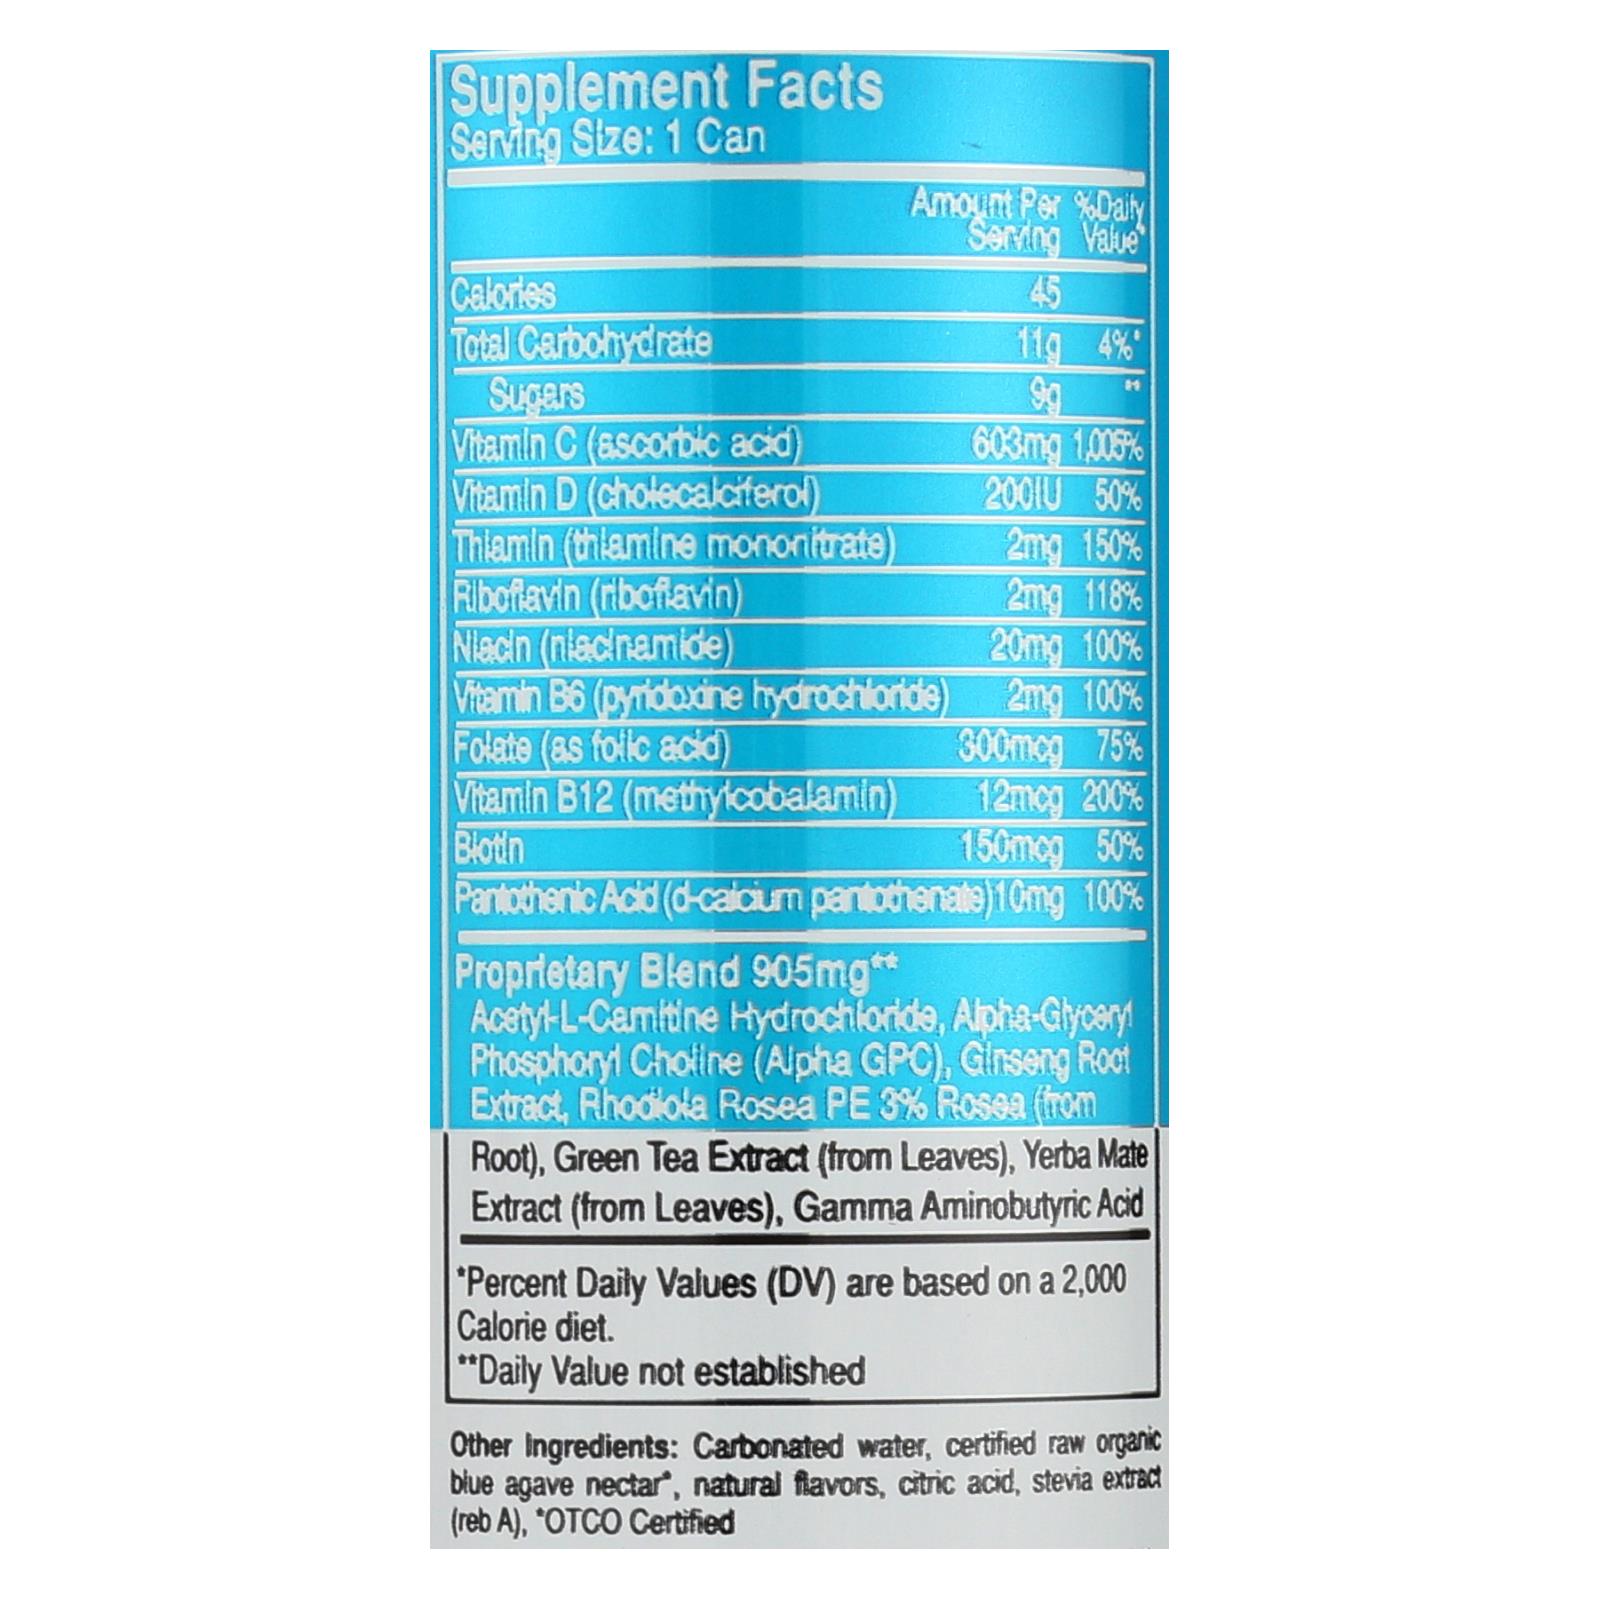 Supplement Facts
Serving Size: 1 Can
Amount Per %Daily
Serving Value*
Calories 45
Total Carbohydrate 11g 4%*
Sugars 9g **
Vitamin C (ascorbic acid) 603mg 1,005%
Vitamin D (cholecalciferol) 200IU 50%
Thiamin (thiamine mononitrate) 2mg 150%
Riboflavin (riboflavin) 2mg 118%
Niacin (niacinamide) 20mg 100%
Vitamin B6 (pyridoxine hydrochloride) 2mg 100%
Folate (as folic acid) 300mcg 75%
Vitamin B12 (methylcobalamin) 12mcg 200%
Biotin 150mcg 50%
Pantothenic Acid (d-calcium pantothenate) 10mg 100%
Proprietary Blend 905mg**
Acetyl-L-Carnitine Hydrochloride, Alpha-Glyceryl
Phosphoryl Choline (Alpha GPC), Ginseng Root
Extract, Rhodiola Rosea PE 3% Rosea (from
Root), Green Tea Extract (from Leaves), Yerba Mate
Extract (from Leaves), Gamma Aminobutyric Acid
*Percent Daily Values (DV) are based on a 2,000
Calorie diet.
**Daily Value not established
Other Ingredients: Carbonated water, certified raw organic
blue agave nectar*, natural flavors, citric acid, stevia extract
(reb A), *OTCO Certified